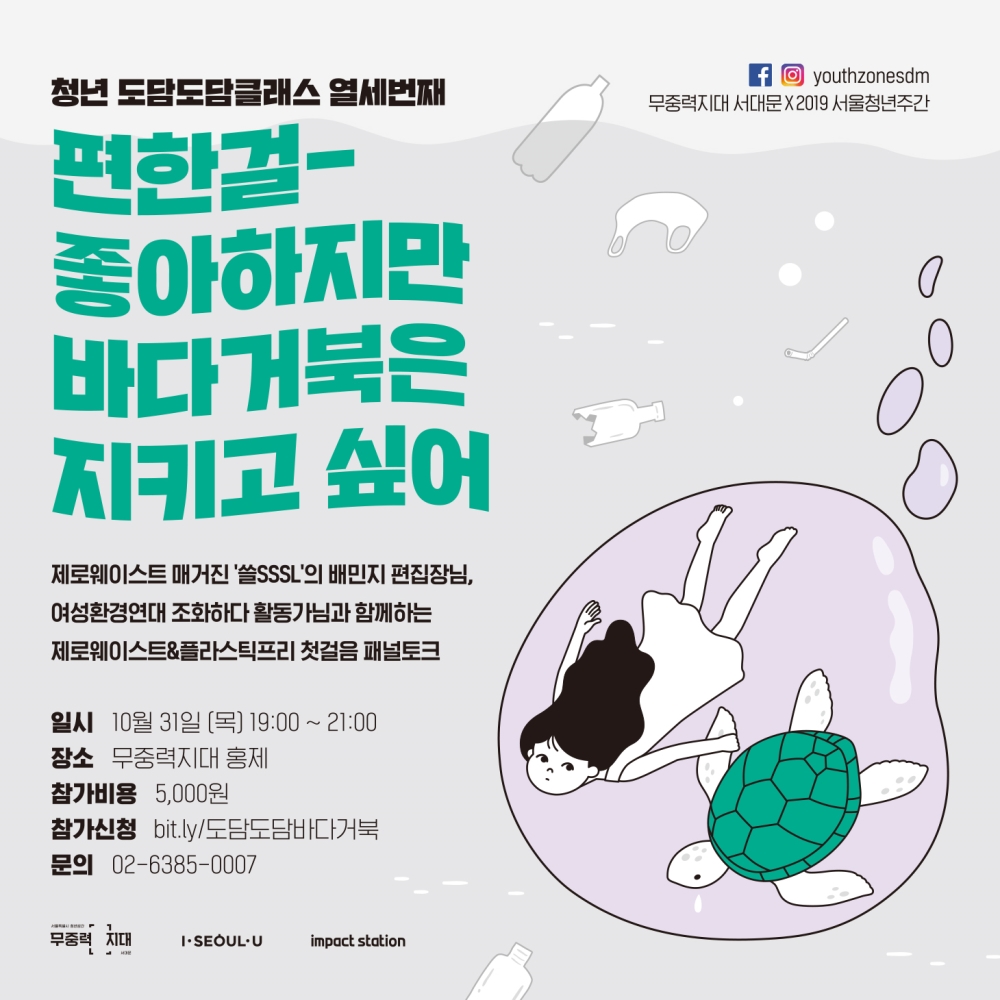 청년 도담도담클래스 열세번째
youthzonesdm
무중력지대 서대문 X 2019 서울청년주간
편한걸-
좋아하지만
바다거북은
지키고 싶어
제로웨이스트 매거진 '쓸SSSL'의 배민지 편집장님,
여성환경연대 조화하다 활동가님과 함께하는
제로웨이스트&플라스틱프리 첫걸음 패널토크
일시 10월 31일 (목) 19:00 ~ 21:00
장소 무중력지대 홍제
참가비용 5,000원
참가신청 bit.ly/도담도담바다거북
문의 02-6385-0007
무중력[ ]지대
서대문
I·SEOUL·U
impact station